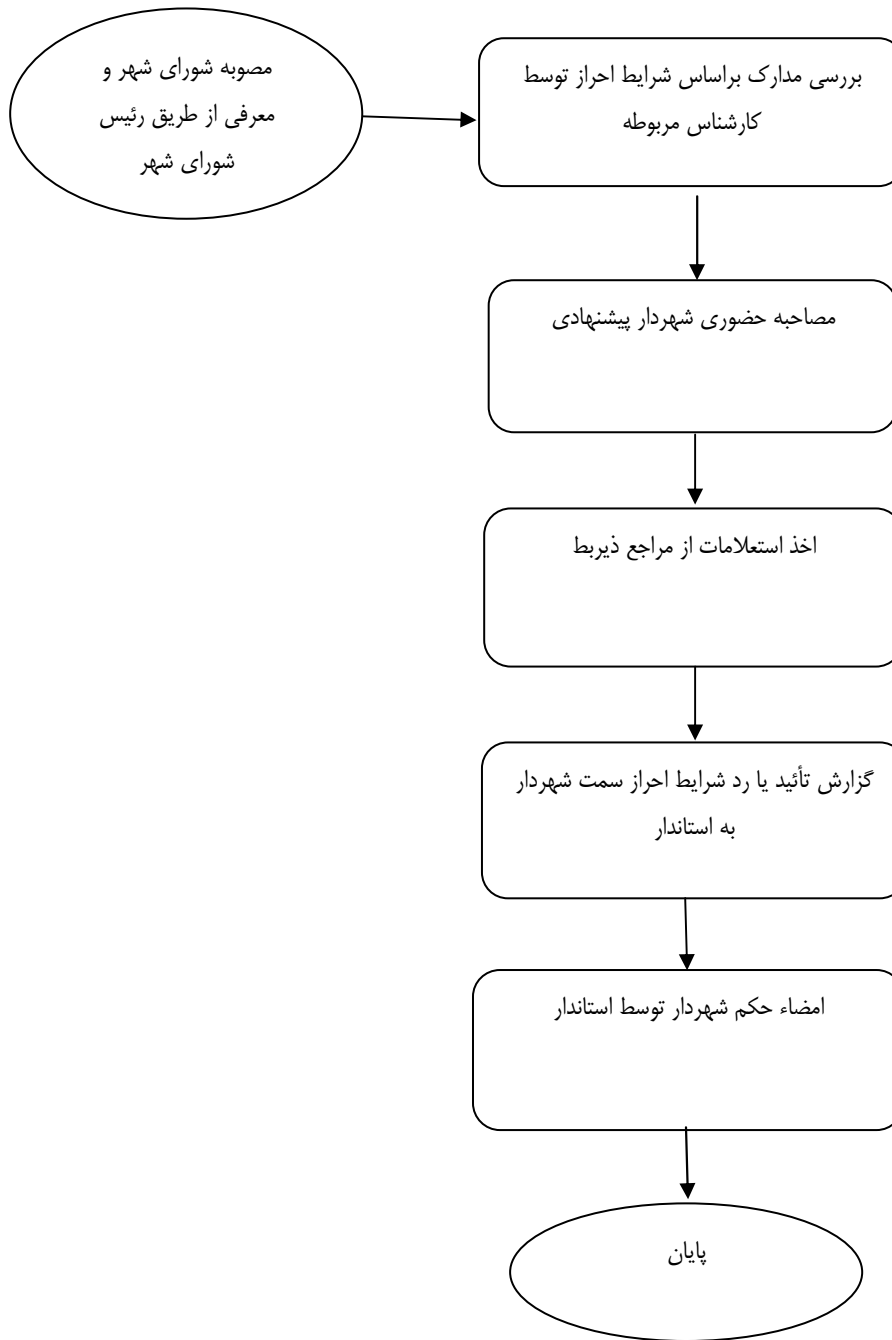 مصوبه شورای شهر و
معرفی از طریق رئیس
شورای شهر
بررسی مدارک براساس شرایط احراز توسط
کارشناس مربوطه
مصاحبه حضوری شهردار پیشنهادی
اخذ استعلامات از مراجع ذیربط
گزارش تأئید یا رد شرایط احراز سمت شهردار
به استاندار
امضاء حکم شهردار توسط استاندار
پایان